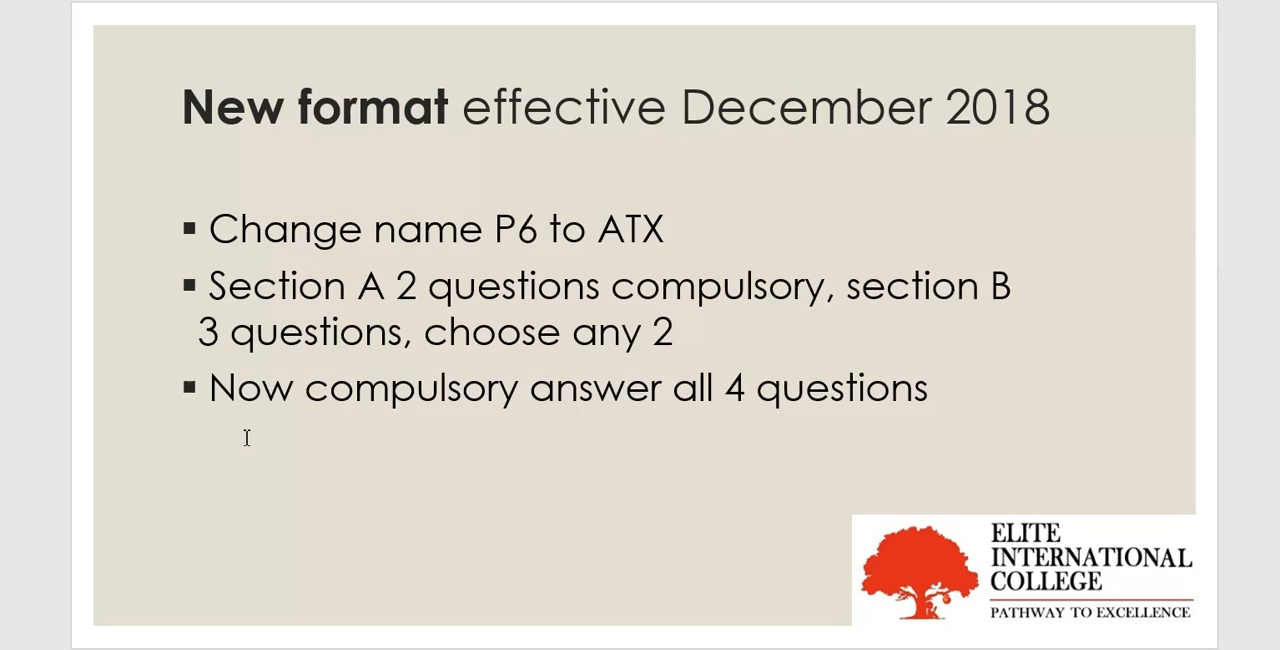 New format effective December 2018
▪ Change name P6 to ATX
▪ Section A 2 questions compulsory, section B
3 questions, choose any 2
▪ Now compulsory answer all 4 questions
ELITE
INTERNATIONAL
COLLEGE
PATHWAY TO EXCELLENCE